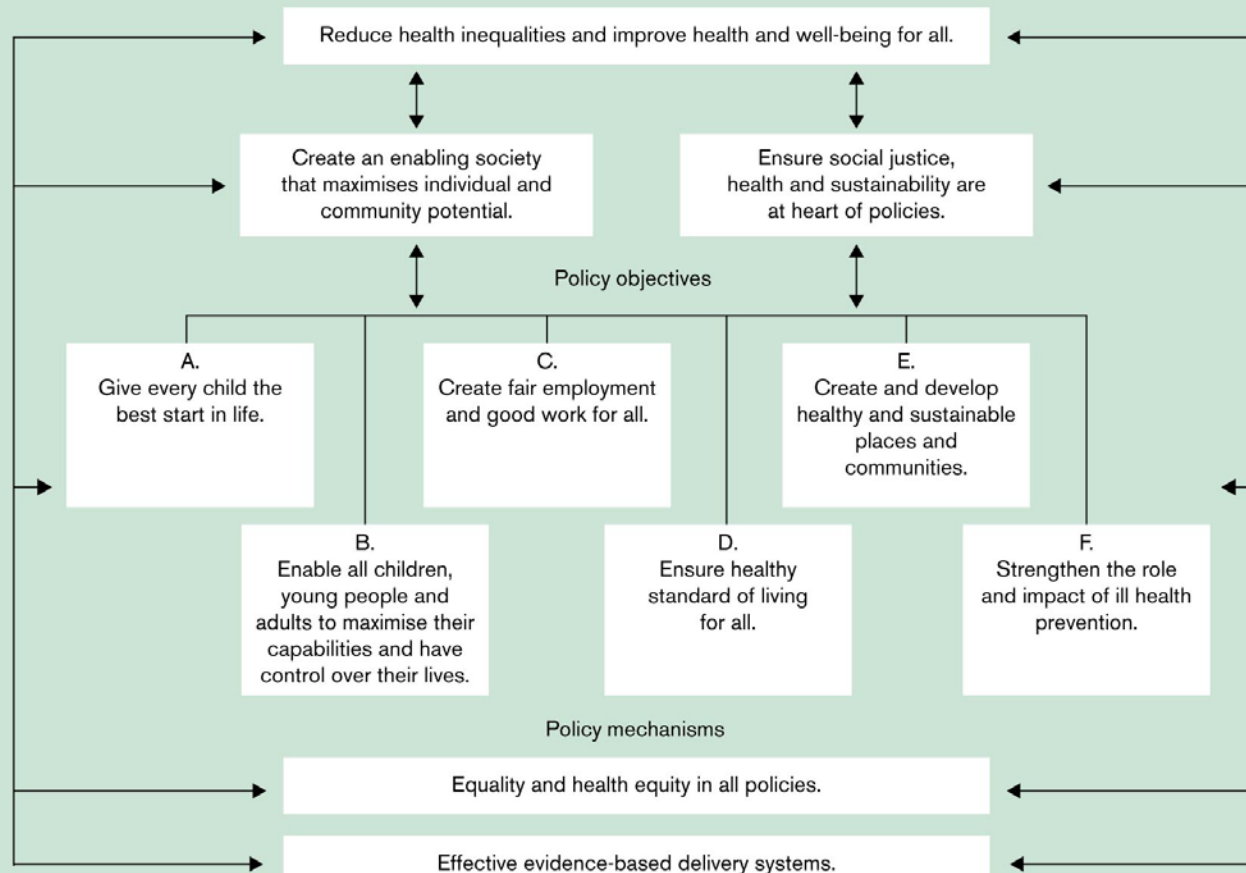 Reduce health inequalities and improve health and well-being for all.
Create an enabling society
that maximises individual and
community potential.
Ensure social justice,
health and sustainability are
at heart of policies.
Policy objectives
A.
Give every child the
best start in life.
C.
Create fair employment
and good work for all.
E.
Create and develop
healthy and sustainable
places and
communities.
B.
Enable all children,
young people and
adults to maximise their
capabilities and have
control over their lives.
D.
Ensure healthy
standard of living
for all.
F.
Strengthen the role
and impact of ill health
prevention.
Policy mechanisms
Equality and health equity in all policies.
Effective evidence-based delivery systems.